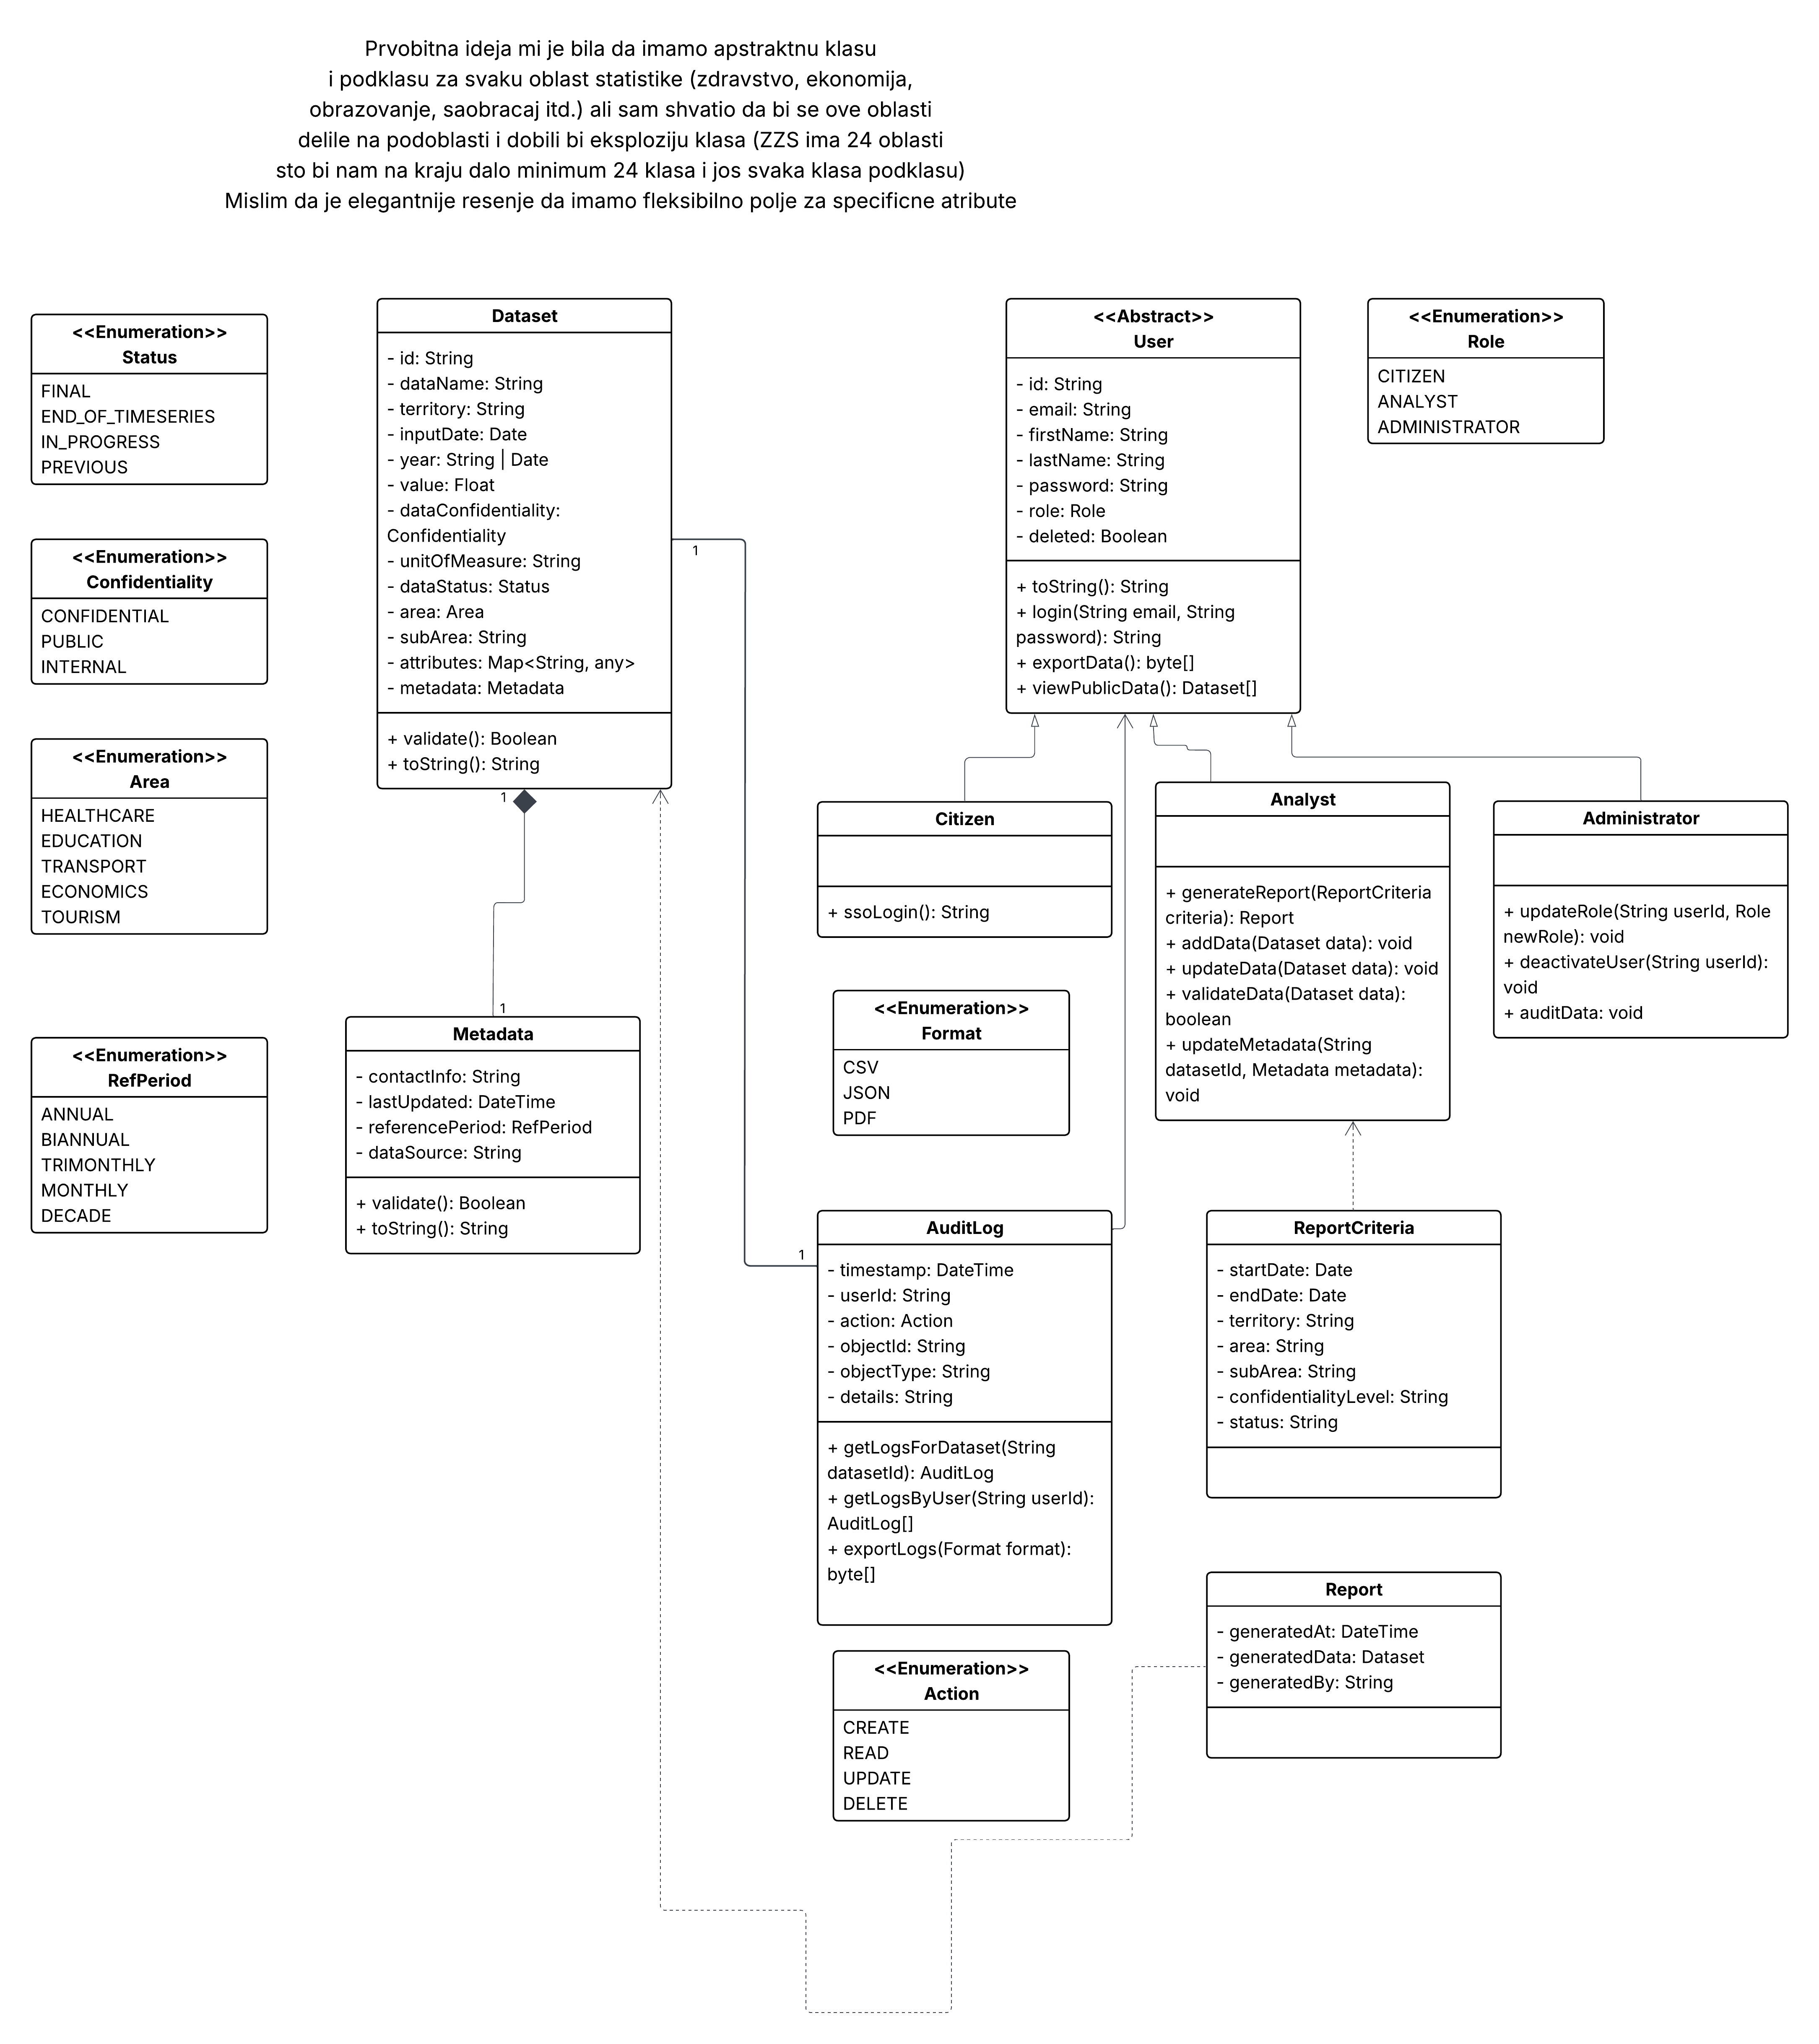 Prvobitna ideja mi je bila da imamo apstraktnu klasu
i podklasu za svaku oblast statistike (zdravstvo, ekonomija,
obrazovanje, saobracaj itd.) ali sam shvatio da bi se ove oblasti
delile na podoblasti i dobili bi eksploziju klasa (ZZS ima 24 oblasti
sto bi nam na kraju dalo minimum 24 klasa i jos svaka klasa podklasu)
Mislim da je elegantnije resenje da imamo fleksibilno polje za specificne atribute
<<Enumeration>>
Status
FINAL
END_OF_TIMESERIES
IN_PROGRESS
PREVIOUS
<<Enumeration>>
Confidentiality
CONFIDENTIAL
PUBLIC
INTERNAL
<<Enumeration>>
Area
HEALTHCARE
EDUCATION
TRANSPORT
ECONOMICS
TOURISM
<<Enumeration>>
RefPeriod
ANNUAL
BIANNUAL
TRIMONTHLY
MONTHLY
DECADE
Dataset
- id: String
- dataName: String
- territory: String
- inputDate: Date
- year: String | Date
- value: Float
- dataConfidentiality:
Confidentiality
- unitOfMeasure: String
- dataStatus: Status
- area: Area
- subArea: String
- attributes: Map<String, any>
- metadata: Metadata
+ validate(): Boolean
+ toString(): String
1
1
1
1
Metadata
- contactInfo: String
- lastUpdated: DateTime
- referencePeriod: RefPeriod
- dataSource: String
+ validate(): Boolean
+ toString(): String
<<Abstract>>
User
- id: String
- email: String
- firstName: String
- lastName: String
- password: String
- role: Role
- deleted: Boolean
+ toString(): String
+ login(String email, String
password): String
+ exportData(): byte[]
+ viewPublicData(): Dataset[]
<<Enumeration>>
Role
CITIZEN
ANALYST
ADMINISTRATOR
Citizen
+ ssoLogin(): String
Analyst
+ generateReport(ReportCriteria
criteria): Report
+ addData(Dataset data): void
+ updateData(Dataset data): void
+ validateData(Dataset data):
boolean
+ updateMetadata(String
datasetId, Metadata metadata):
void
Administrator
+ updateRole(String userId, Role
newRole): void
+ deactivateUser(String userId):
void
+ auditData: void
<<Enumeration>>
Format
CSV
JSON
PDF
AuditLog
- timestamp: DateTime
- userId: String
- action: Action
- objectId: String
- objectType: String
- details: String
+ getLogsForDataset(String
datasetId): AuditLog
+ getLogsByUser(String userId):
AuditLog[]
+ exportLogs(Format format):
byte[]
ReportCriteria
- startDate: Date
- endDate: Date
- territory: String
- area: String
- subArea: String
- confidentialityLevel: String
- status: String
Report
- generatedAt: DateTime
- generatedData: Dataset
- generatedBy: String
<<Enumeration>>
Action
CREATE
READ
UPDATE
DELETE